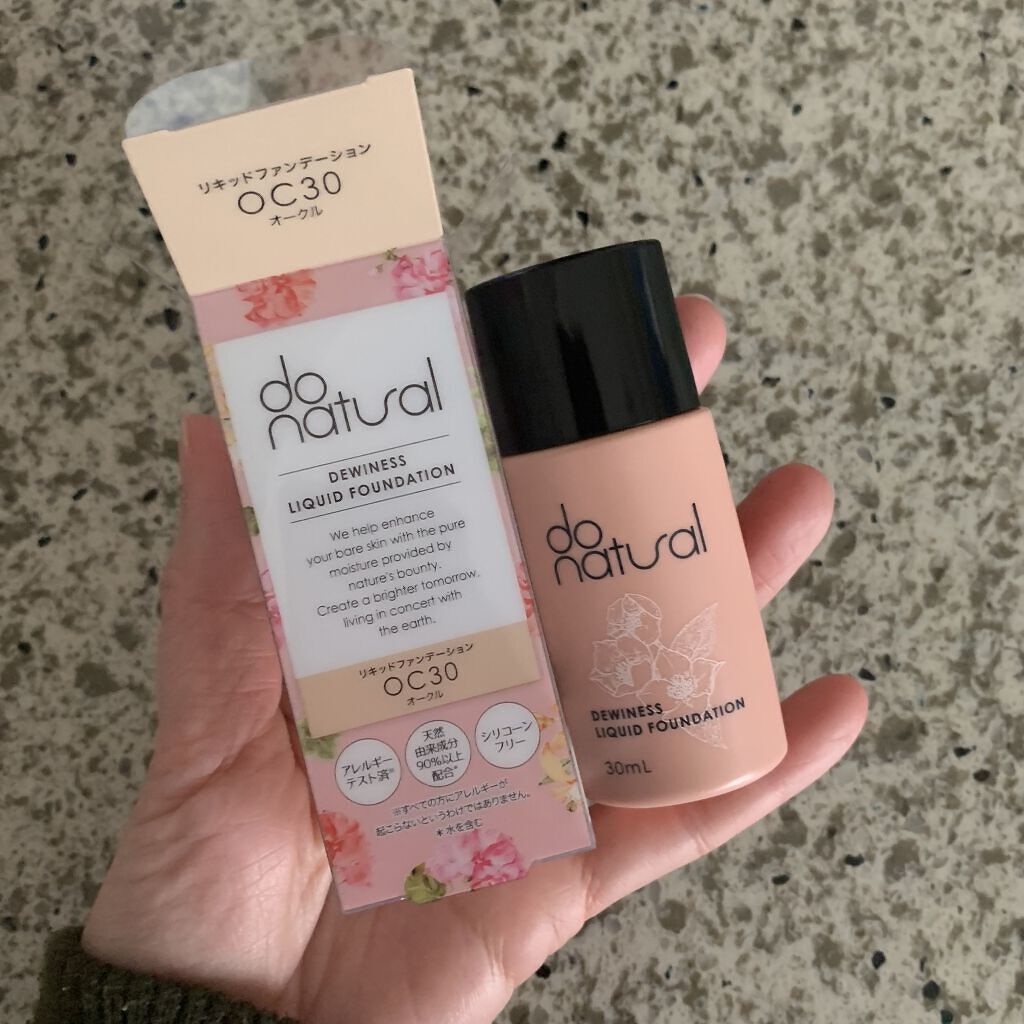 リキッドファンデーション
OC30
オークル
do
natural
DEWINESS
LIQUID FOUNDATION
We help enhance
your bare skin with the pure
moisture provided by
nature's bounty.
Create a brighter tomorrow,
living in concert with
the earth.
リキッドファンデーション
OC30
オークル
アレルギー
テスト済※
天然
由来成分
90%以上
配合*
シリコーン
フリー
※すべての方にアレルギーが
起こらないというわけではありません。
*水を含む
do
natural
DEWINESS
LIQUID FOUNDATION
30mL